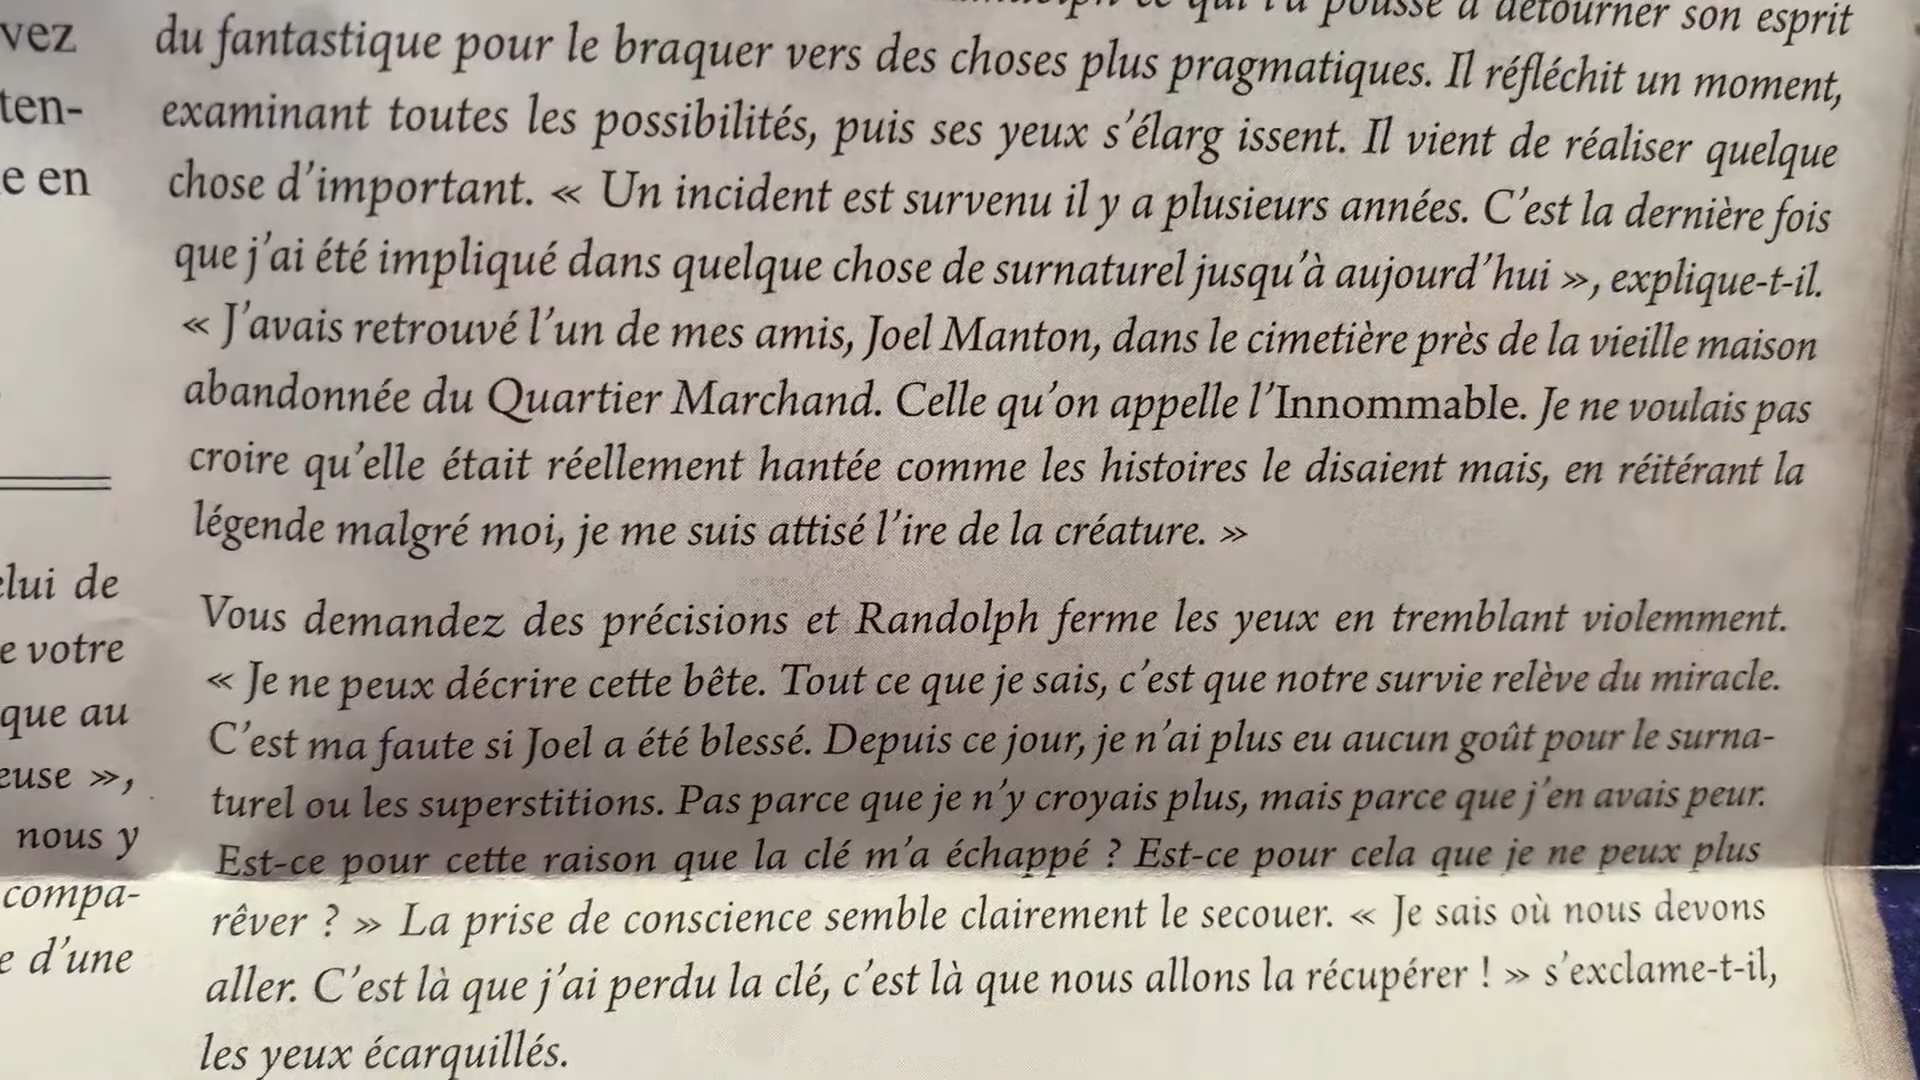 vez
ten-
e en
elui de
e votre
que au
euse »,
nous y
compa-
e d'une
ce qui l'a poussé à détourner son esprit
du fantastique pour le braquer vers des choses plus pragmatiques. Il réfléchit un moment,
examinant toutes les possibilités, puis ses yeux s'élarg issent. Il vient de réaliser quelque
chose d'important. « Un incident est survenu il y a plusieurs années. C'est la dernière fois
que j'ai été impliqué dans quelque chose de surnaturel jusqu'à aujourd'hui », explique-t-il.
« J'avais retrouvé l'un de mes amis, Joel Manton, dans le cimetière près de la vieille maison
abandonnée du Quartier Marchand. Celle qu'on appelle l'Innommable. Je ne voulais pas
croire qu'elle était réellement hantée comme les histoires le disaient mais, en réitérant la
légende malgré moi, je me suis attisé l'ire de la créature. »
Vous demandez des précisions et Randolph ferme les yeux en tremblant violemment.
« Je ne peux décrire cette bête. Tout ce que je sais, c'est que notre survie relève du miracle.
C'est ma faute si Joel a été blessé. Depuis ce jour, je n'ai plus eu aucun goût pour le surna-
turel ou les superstitions. Pas parce que je n'y croyais plus, mais parce que j'en avais peur.
Est-ce pour cette raison que la clé m'a échappé ? Est-ce pour cela que je ne peux plus
rêver ? » La prise de conscience semble clairement le secouer. « Je sais où nous devons
aller. C'est là que j'ai perdu la clé, c'est là que nous allons la récupérer ! » s'exclame-t-il,
les yeux écarquillés.